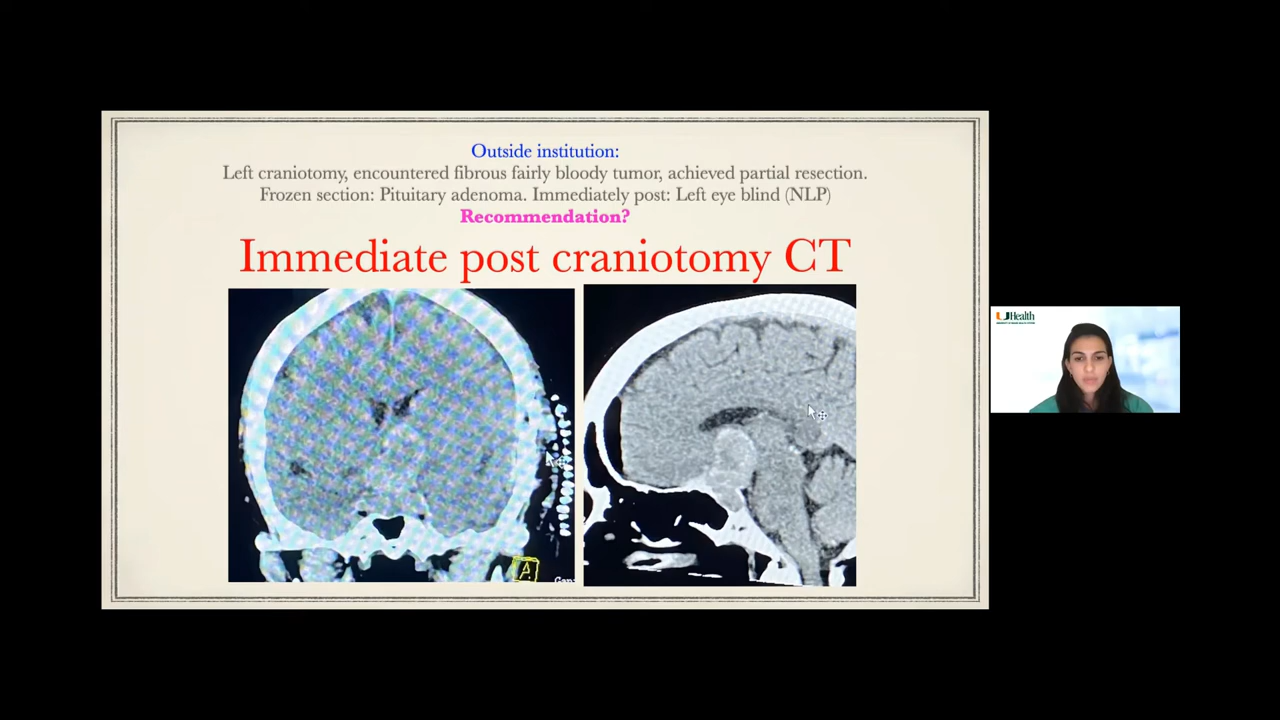 Outside institution:
Left craniotomy, encountered fibrous fairly bloody tumor, achieved partial resection.
Frozen section: Pituitary adenoma. Immediately post: Left eye blind (NLP)
Recommendation?
Immediate post craniotomy CT
UHealth
A